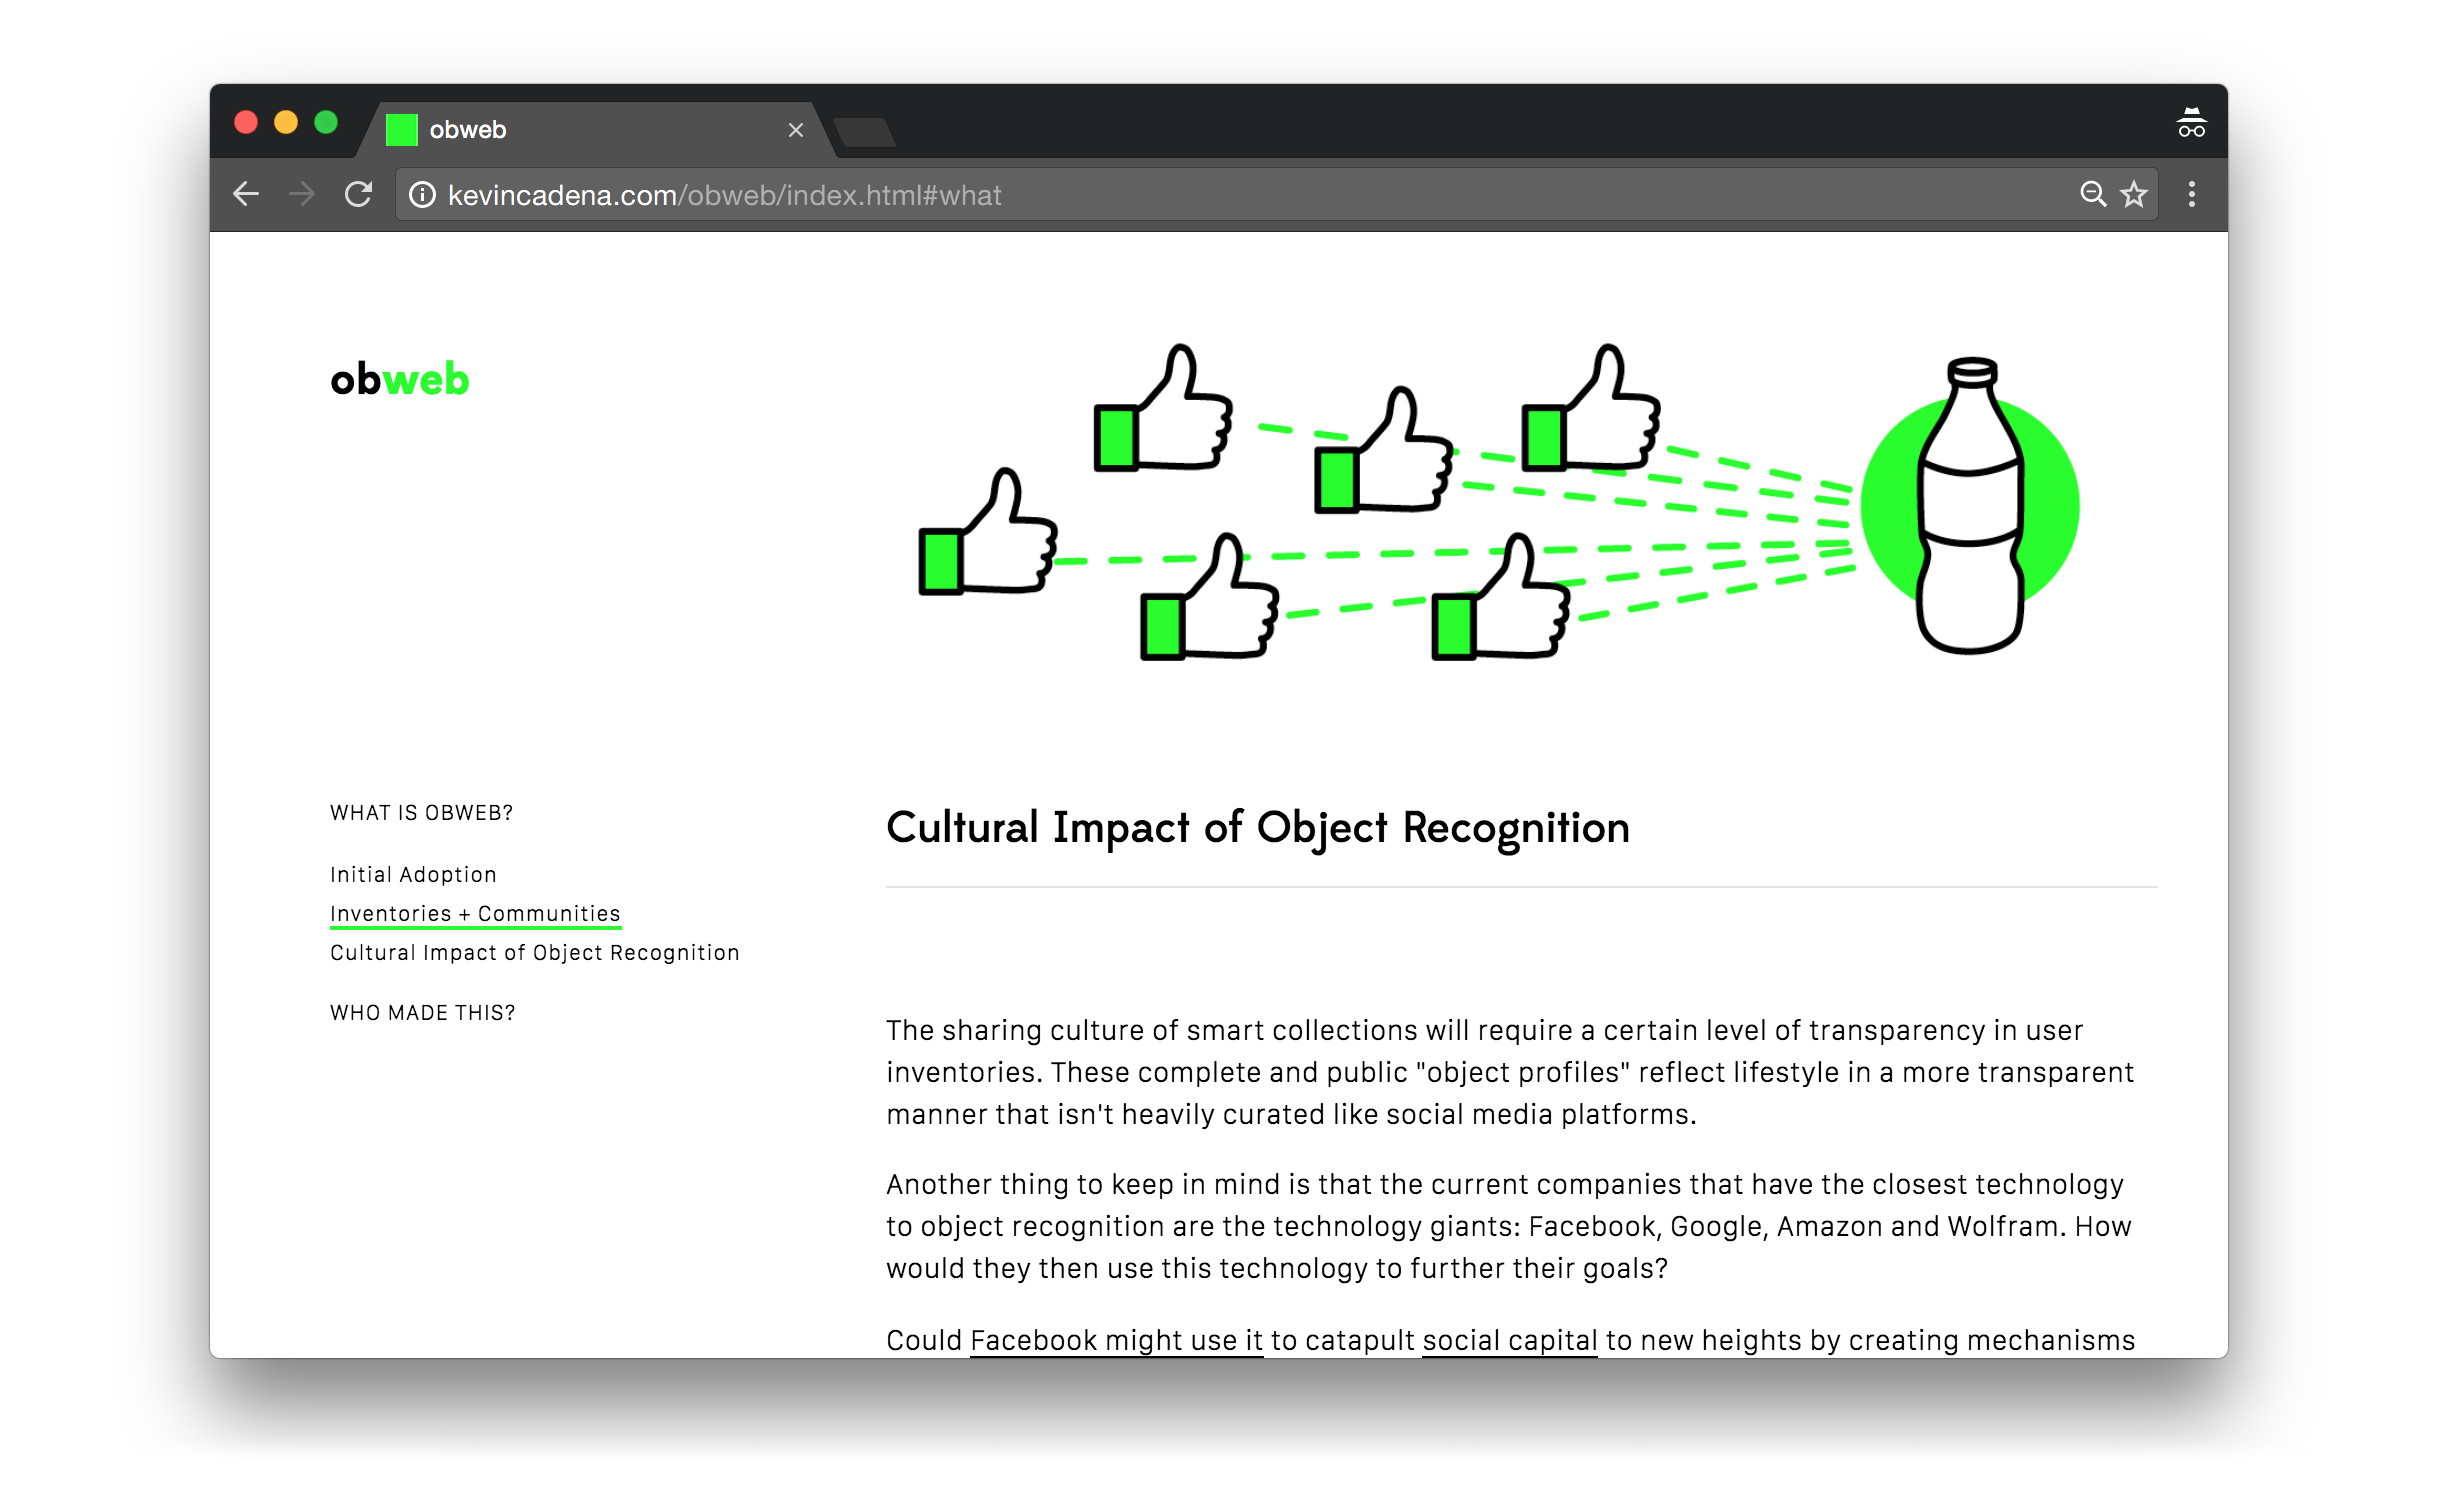 obweb
kevincadena.com/obweb/index.html#what
obweb
WHAT IS OBWEB?
Initial Adoption
Inventories + Communities
Cultural Impact of Object Recognition
WHO MADE THIS?
Cultural Impact of Object Recognition
The sharing culture of smart collections will require a certain level of transparency in user
inventories. These complete and public "object profiles" reflect lifestyle in a more transparent
manner that isn't heavily curated like social media platforms.
Another thing to keep in mind is that the current companies that have the closest technology
to object recognition are the technology giants: Facebook, Google, Amazon and Wolfram. How
would they then use this technology to further their goals?
Could Facebook might use it to catapult social capital to new heights by creating mechanisms